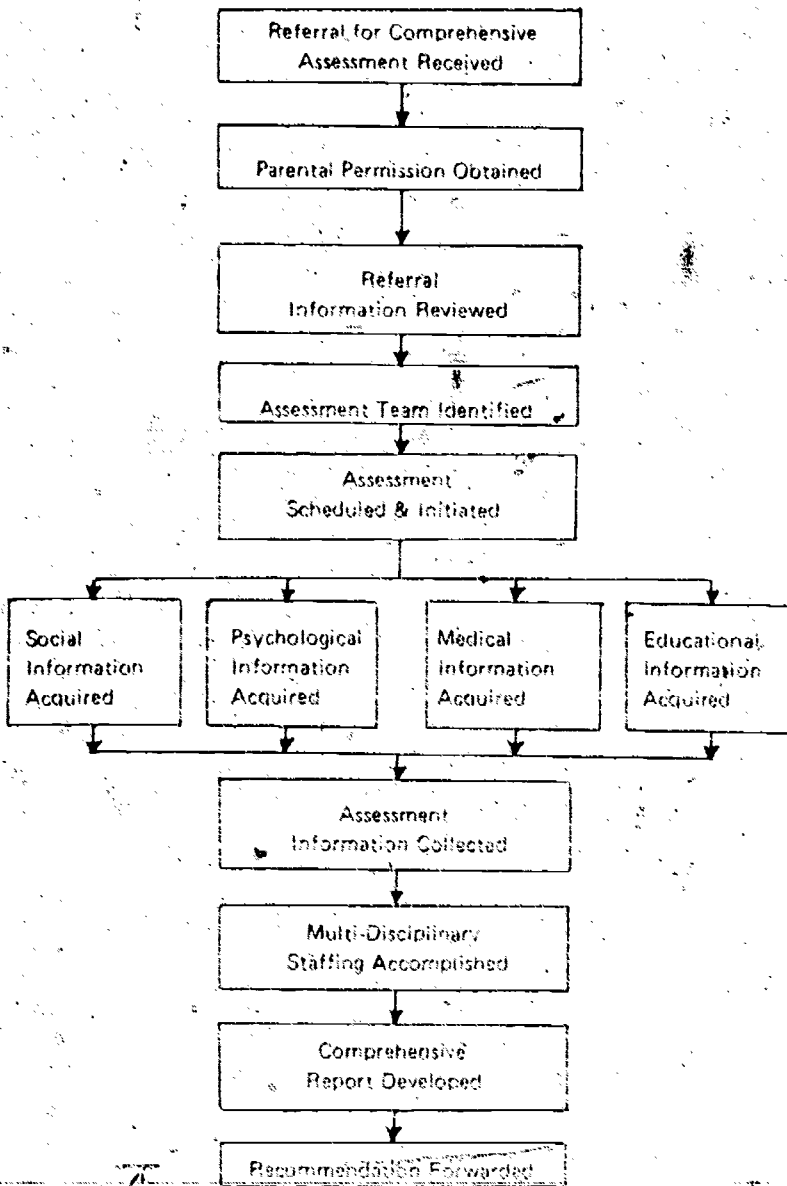 Referral for Comprehensive
Assessment Received
Parental Permission Obtained
Referral
Information Reviewed
Assessment Team Identified
Assessment
Scheduled & Initiated
Social
Information
Acquired
Psychological
Information
Acquired
Medical
Information
Acquired
Educational
Information
Acquired
Assessment
Information Collected
Multi-Disciplinary
Staffing Accomplished
Comprehensive
Report Developed
Recommendation Forwarded